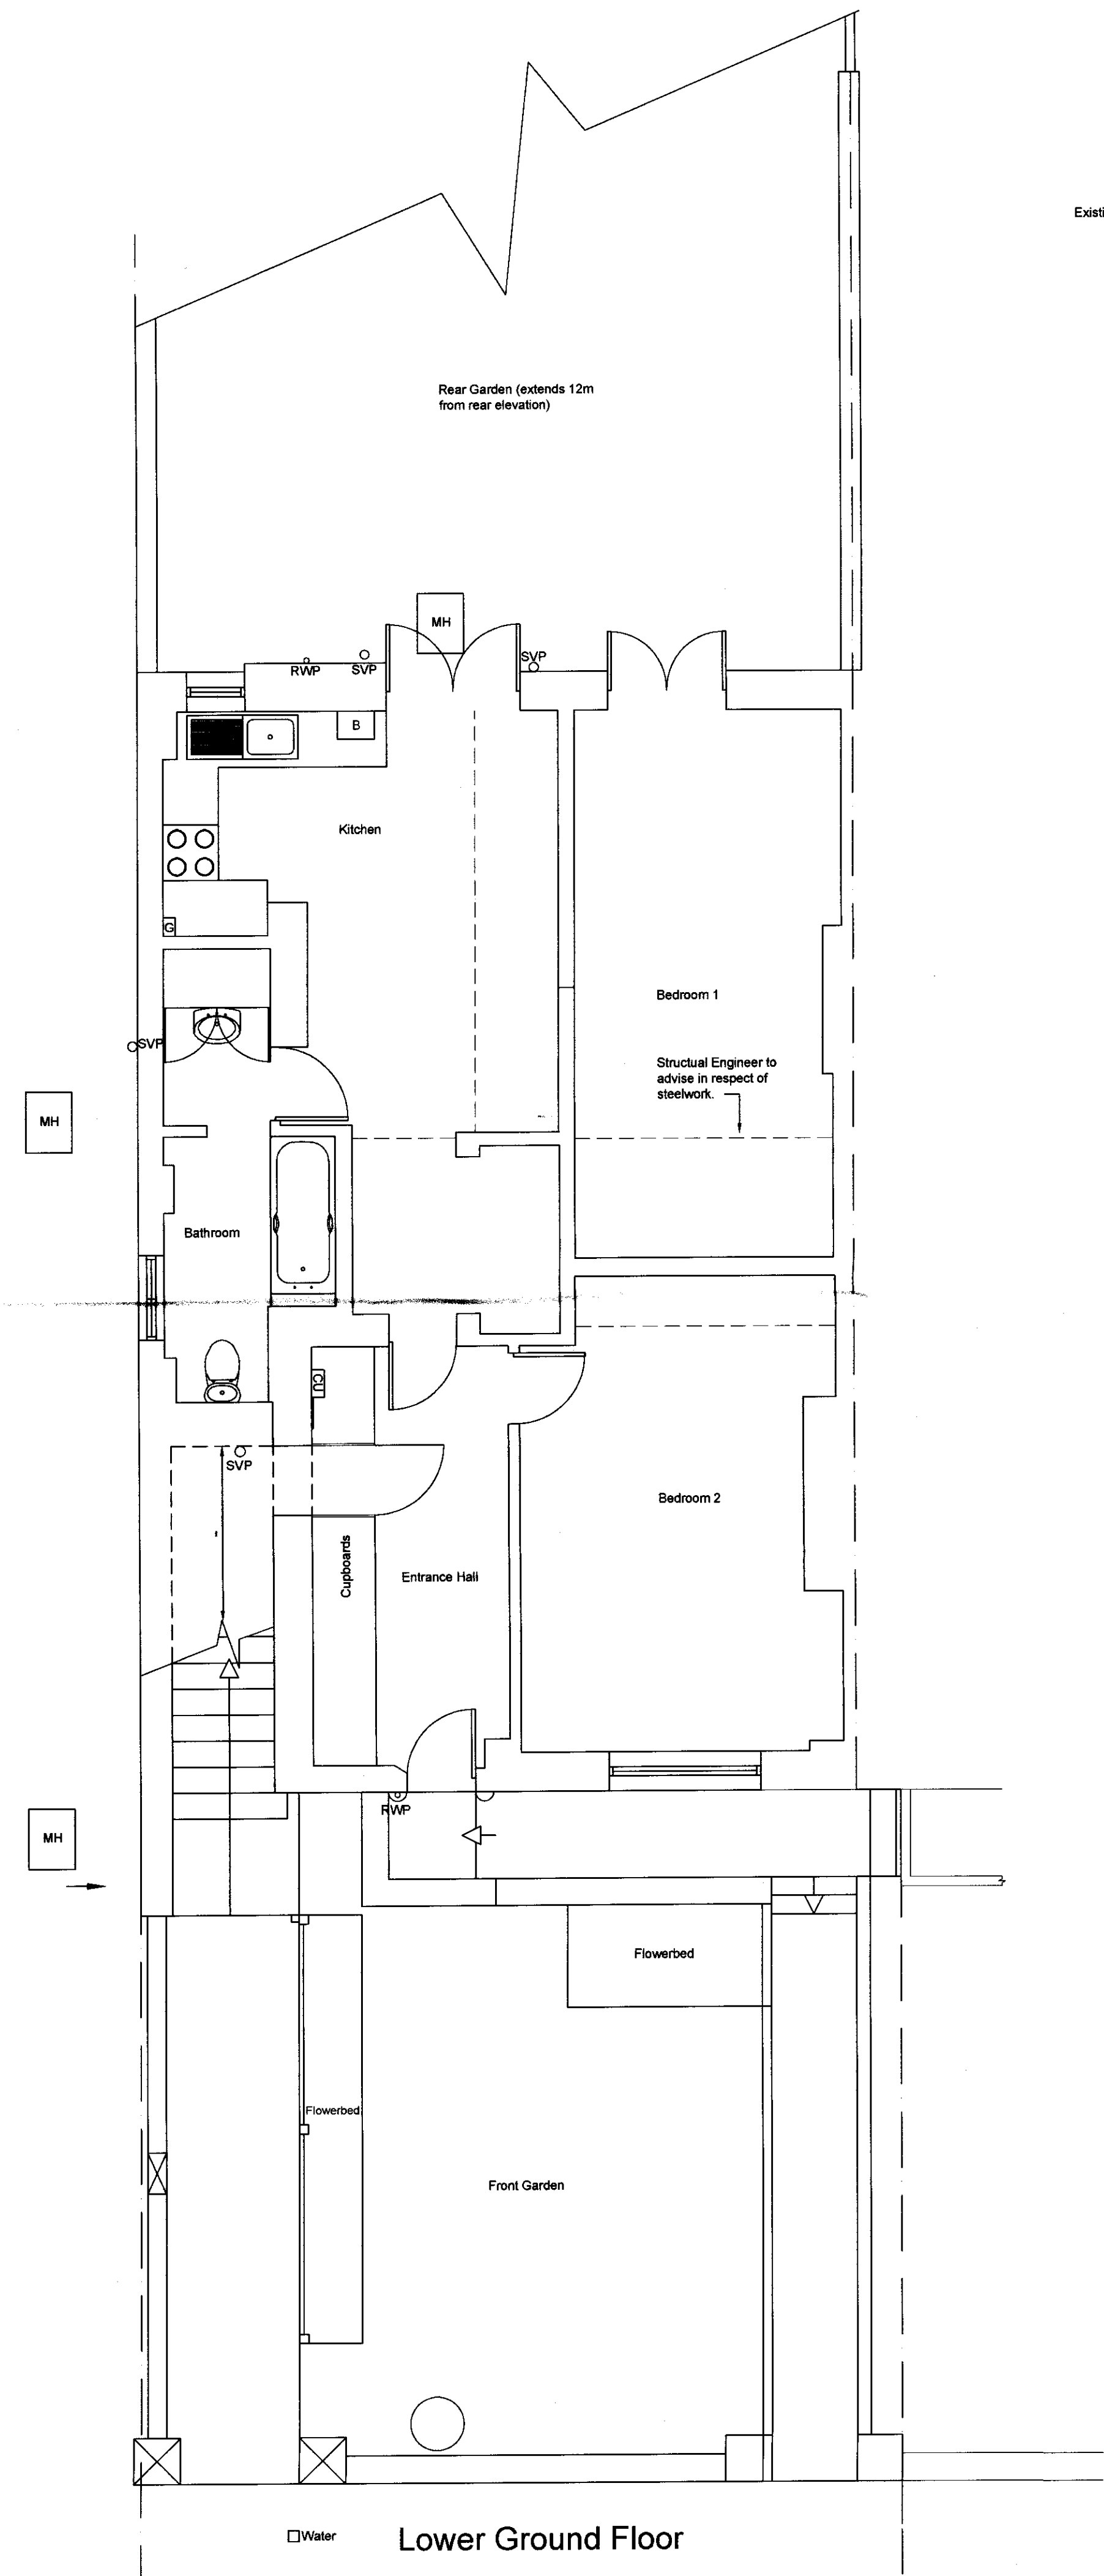 Existi
Rear Garden (extends 12m
from rear elevation)
MH
RWP
SVP
SVP
B
Kitchen
G
Bedroom 1
SVP
Structual Engineer to
advise in respect of
steelwork.
MH
Bathroom
CU
SVP
Bedroom 2
Cupboards
Entrance Hall
RWP
MH
Flowerbed
Flowerbed
Front Garden
Water
Lower Ground Floor